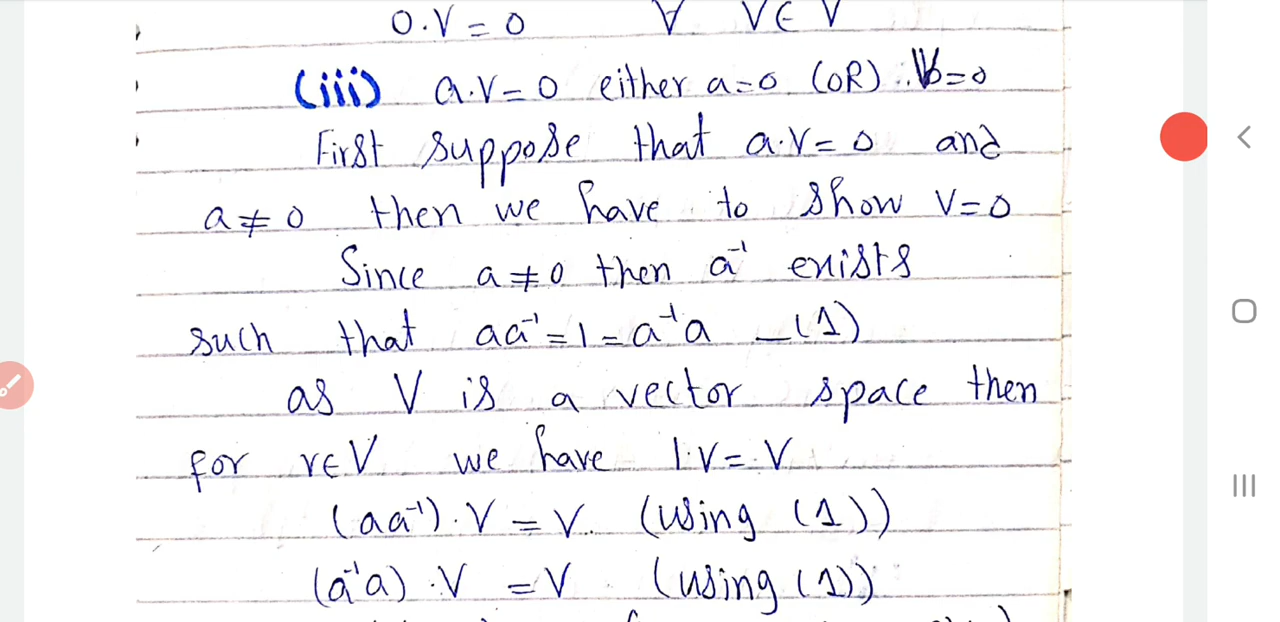 0.V = 0 ∀ V ∈ V
(iii) a.V = 0 either a=0 (OR) V=0
First suppose that a.V = 0 and
a ≠ 0 then we have to show V=0
Since a ≠ 0 then a⁻¹ exists
such that aa⁻¹ = 1 = a⁻¹a —(1)
as V is a vector space then
for v∈V we have 1.V = V
(aa⁻¹).V = V. (using (1))
(a⁻¹a).V = V (using (1))